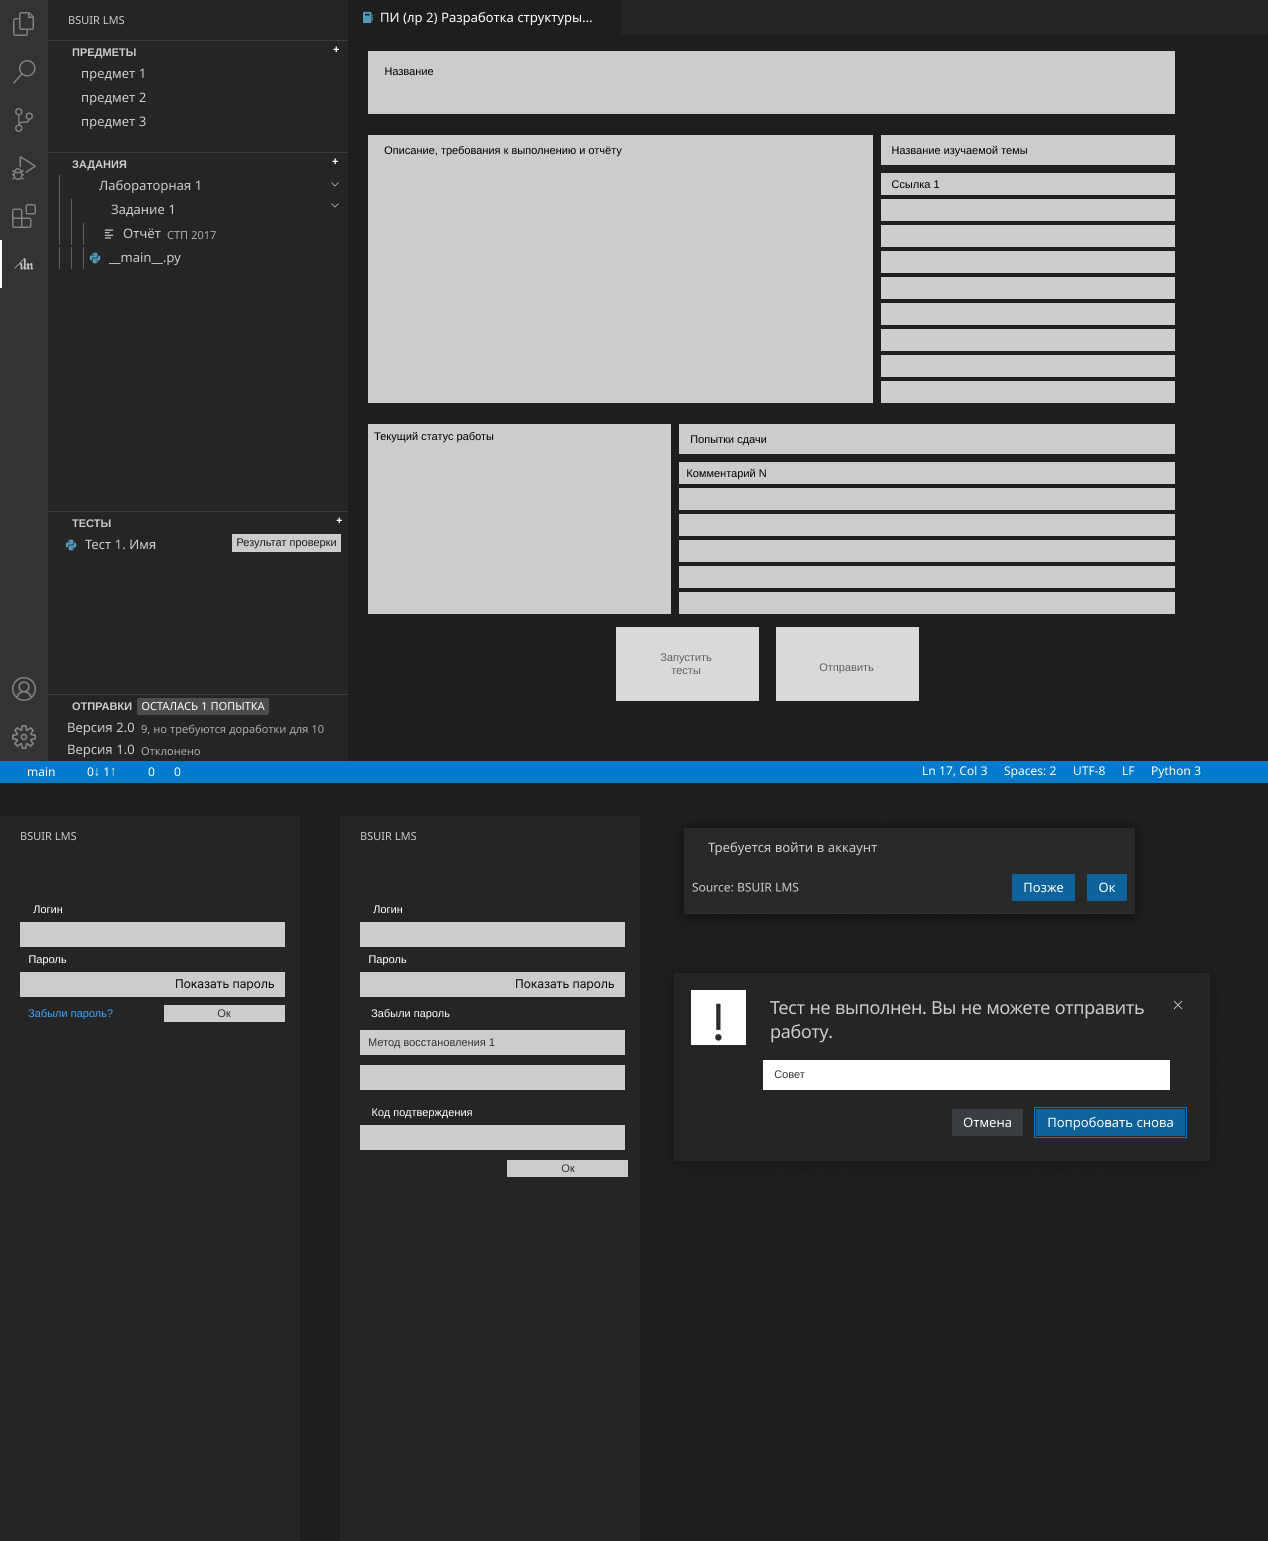 BSUIR LMS
ПРЕДМЕТЫ +
предмет 1
предмет 2
предмет 3
ЗАДАНИЯ +
Лабораторная 1
Задание 1
Отчёт СТП 2017
__main__.py
ТЕСТЫ +
Тест 1. Имя Результат проверки
ОТПРАВКИ ОСТАЛАСЬ 1 ПОПЫТКА
Версия 2.0 9, но требуются доработки для 10
Версия 1.0 Отклонено
ПИ (лр 2) Разработка структуры...
Название
Описание, требования к выполнению и отчёту
Название изучаемой темы
Ссылка 1
Текущий статус работы
Попытки сдачи
Комментарий N
Запустить
тесты
Отправить
main 0↓ 1↑ 0 0 Ln 17, Col 3 Spaces: 2 UTF-8 LF Python 3
BSUIR LMS
Логин
Пароль
Показать пароль
Забыли пароль? Ок
BSUIR LMS
Логин
Пароль
Показать пароль
Забыли пароль
Метод восстановления 1
Код подтверждения
Ок
Требуется войти в аккаунт
Source: BSUIR LMS Позже Ок
!
Тест не выполнен. Вы не можете отправить
работу.
Совет
Отмена Попробовать снова